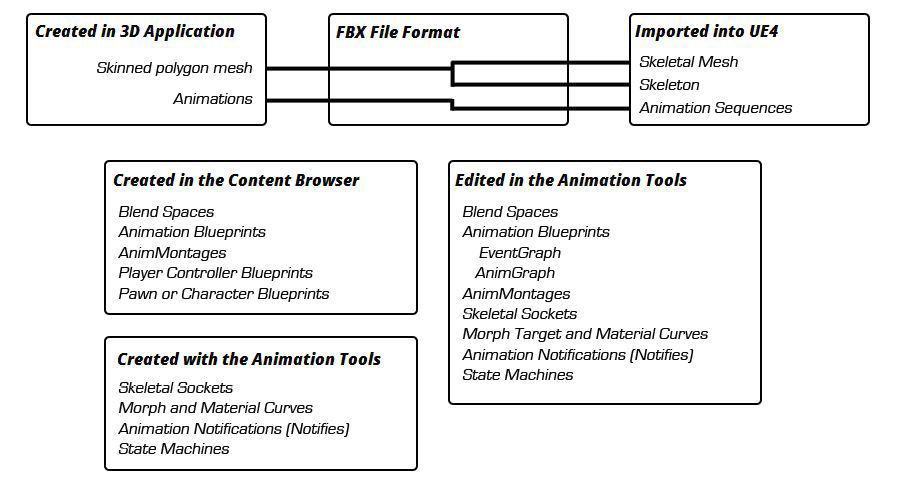 Created in 3D Application
Skinned polygon mesh
Animations
FBX File Format
Imported into UE4
Skeletal Mesh
Skeleton
Animation Sequences
Created in the Content Browser
Blend Spaces
Animation Blueprints
AnimMontages
Player Controller Blueprints
Pawn or Character Blueprints
Created with the Animation Tools
Skeletal Sockets
Morph and Material Curves
Animation Notifications (Notifies)
State Machines
Edited in the Animation Tools
Blend Spaces
Animation Blueprints
EventGraph
AnimGraph
AnimMontages
Skeletal Sockets
Morph Target and Material Curves
Animation Notifications (Notifies)
State Machines